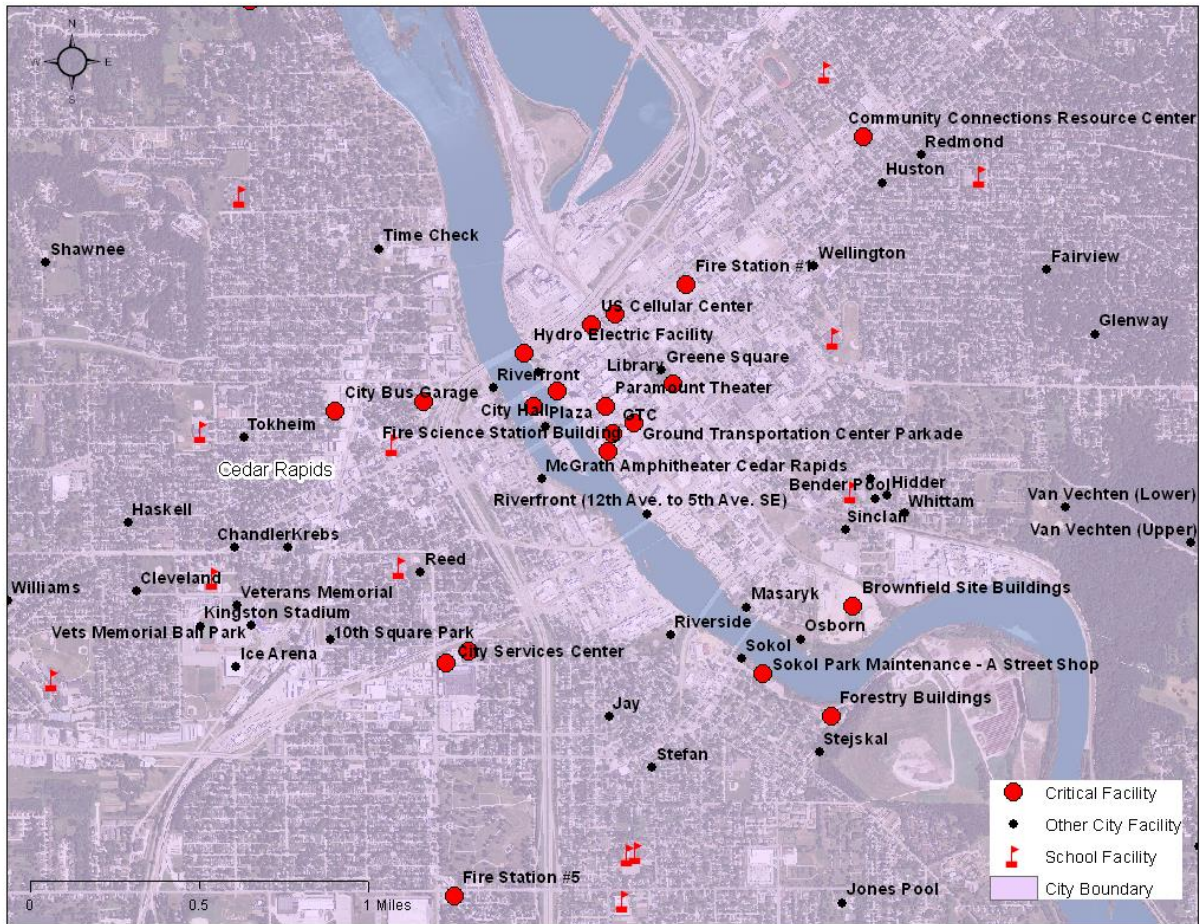 N
W E
S
Community Connections Resource Center
Redmond
Huston
Shawnee
Time Check
Wellington
Fairview
Fire Station #1
US Cellular Center
Glenway
Hydro Electric Facility
Greene Square
Library
Riverfront
Paramount Theater
City Bus Garage
City Hall
Plaza
GTC
Tokheim
Fire Science Station Building
Ground Transportation Center Parkade
Cedar Rapids
McGrath Amphitheater Cedar Rapids
Bender Pool
Hidder
Riverfront (12th Ave. to 5th Ave. SE)
Whittam
Van Vechten (Lower)
Haskell
Sinclair
Van Vechten (Upper)
Chandler
Krebs
Reed
Williams
Cleveland
Brownfield Site Buildings
Veterans Memorial
Masaryk
Kingston Stadium
Riverside
Osborn
Vets Memorial Ball Park
10th Square Park
Ice Arena
City Services Center
Sokol
Sokol Park Maintenance - A Street Shop
Jay
Forestry Buildings
Stefan
Stejskal
Critical Facility
Other City Facility
School Facility
City Boundary
Fire Station #5
Jones Pool
0 0.5 1 Miles